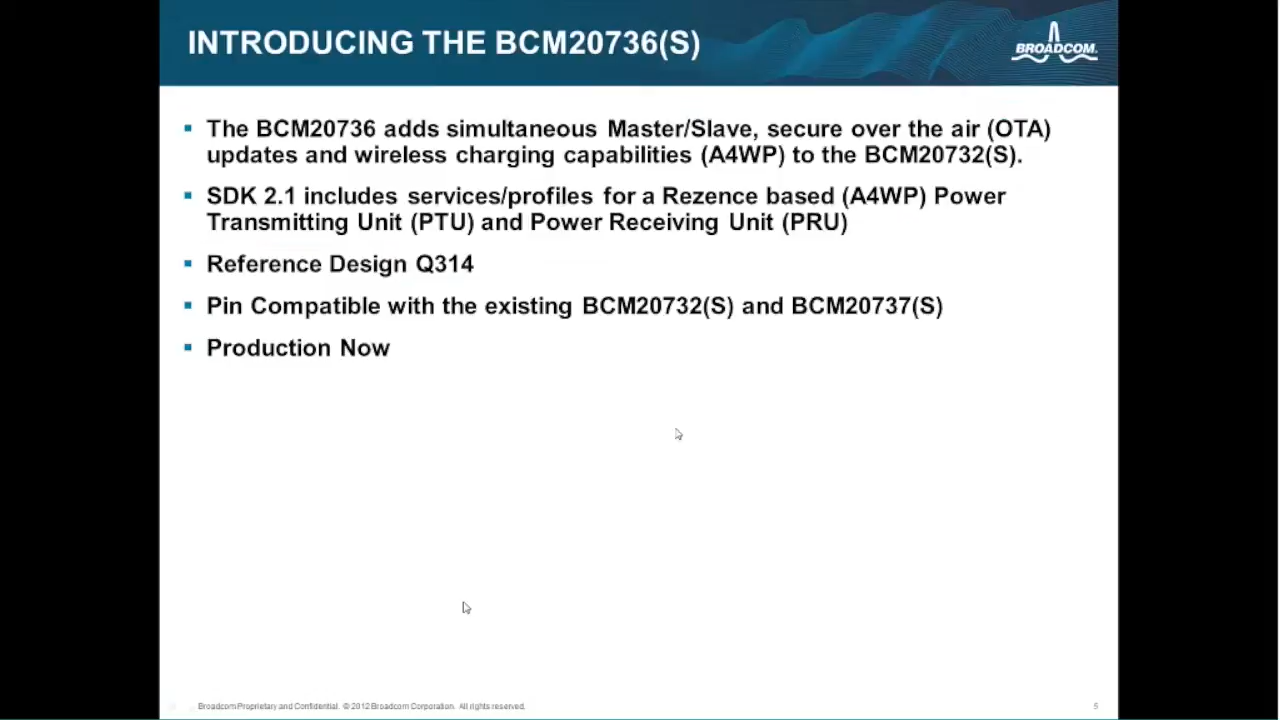 INTRODUCING THE BCM20736(S)
BROADCOM.
▪ The BCM20736 adds simultaneous Master/Slave, secure over the air (OTA)
updates and wireless charging capabilities (A4WP) to the BCM20732(S).
▪ SDK 2.1 includes services/profiles for a Rezence based (A4WP) Power
Transmitting Unit (PTU) and Power Receiving Unit (PRU)
▪ Reference Design Q314
▪ Pin Compatible with the existing BCM20732(S) and BCM20737(S)
▪ Production Now
Broadcom Proprietary and Confidential. © 2012 Broadcom Corporation. All rights reserved.
5